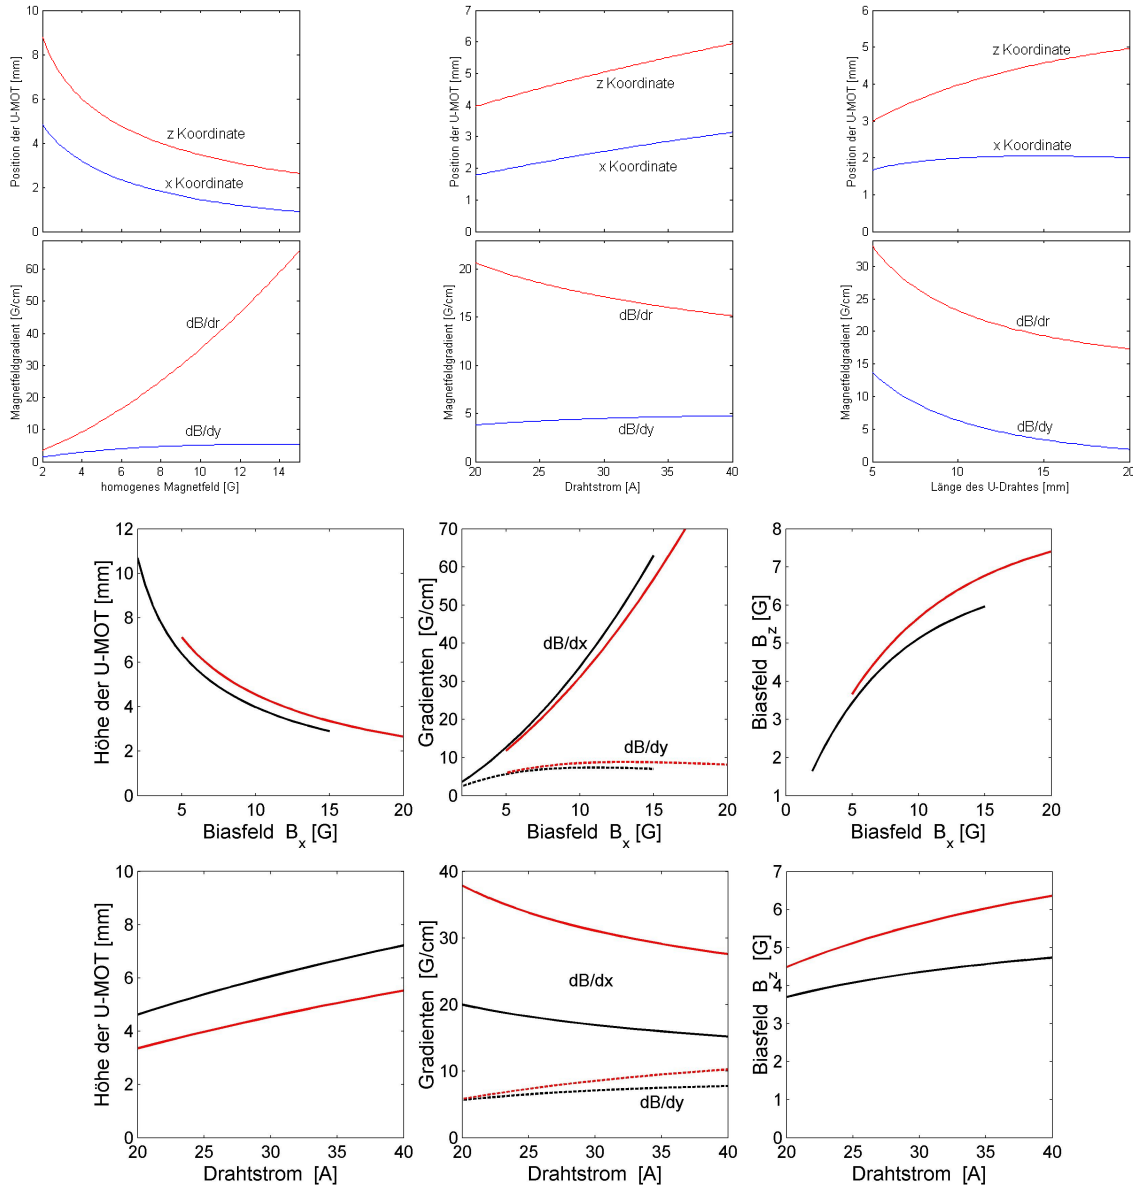 Position der U-MOT [mm]
10
8
6
4
2
0
z Koordinate
x Koordinate
Position der U-MOT [mm]
7
6
5
4
3
2
1
0
z Koordinate
x Koordinate
Position der U-MOT [mm]
6
5
4
3
2
1
0
z Koordinate
x Koordinate
Magnetfeldgradient [G/cm]
60
50
40
30
20
10
0
dB/dr
dB/dy
2 4 6 8 10 12 14
homogenes Magnetfeld [G]
Magnetfeldgradient [G/cm]
20
15
10
5
0
dB/dr
dB/dy
20 25 30 35 40
Drahtstrom [A]
Magnetfeldgradient [G/cm]
30
25
20
15
10
5
0
dB/dr
dB/dy
5 10 15 20
Länge des U-Drahtes [mm]
Höhe der U-MOT [mm]
12
10
8
6
4
2
0
5 10 15 20
Biasfeld B_x [G]
Gradienten [G/cm]
70
60
50
40
30
20
10
0
dB/dx
dB/dy
5 10 15 20
Biasfeld B_x [G]
Biasfeld B_z [G]
8
7
6
5
4
3
2
1
0 5 10 15 20
Biasfeld B_x [G]
Höhe der U-MOT [mm]
10
8
6
4
2
0
20 25 30 35 40
Drahtstrom [A]
Gradienten [G/cm]
40
30
20
10
0
dB/dx
dB/dy
20 25 30 35 40
Drahtstrom [A]
Biasfeld B_z [G]
7
6
5
4
3
2
1
0
20 25 30 35 40
Drahtstrom [A]